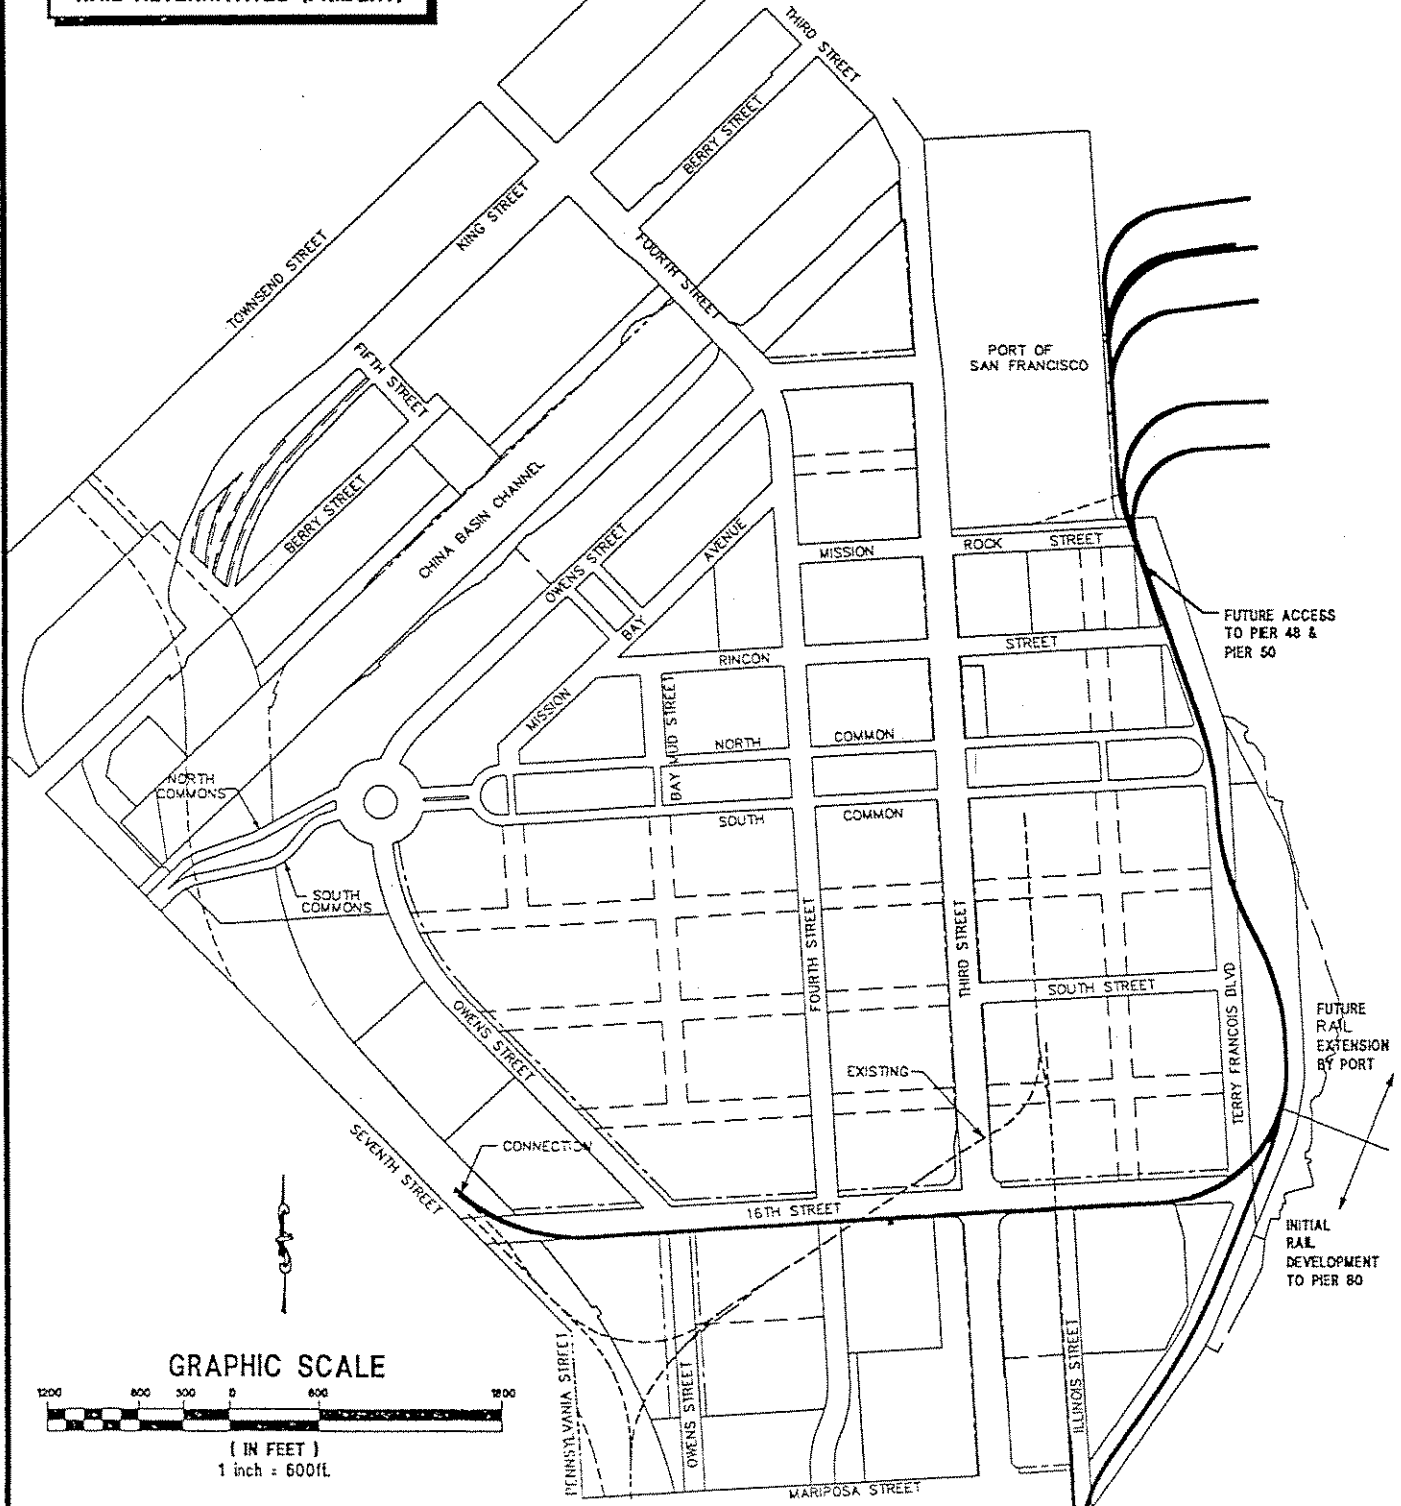 THIRD STREET
BERRY STREET
KING STREET
TOWNSEND STREET
FOURTH STREET
FIFTH STREET
PORT OF
SAN FRANCISCO
BERRY STREET
CHINA BASIN CHANNEL
OWENS STREET
MISSION BAY AVENUE
MISSION ROCK STREET
FUTURE ACCESS
TO PIER 48 &
PIER 50
RINCON STREET
BAY MUD STREET
NORTH COMMON
NORTH
COMMONS
SOUTH COMMON
SOUTH
COMMONS
FOURTH STREET
THIRD STREET
SOUTH STREET
TERRY FRANCOIS BLVD
OWENS STREET
FUTURE
RAIL
EXTENSION
BY PORT
EXISTING
SEVENTH STREET
CONNECTION
16TH STREET
INITIAL
RAIL
DEVELOPMENT
TO PIER 80
GRAPHIC SCALE
1200 600 300 0 600 1800
( IN FEET )
1 inch = 600ft.
PENNSYLVANIA STREET
OWENS STREET
ILLINOIS STREET
MARIPOSA STREET